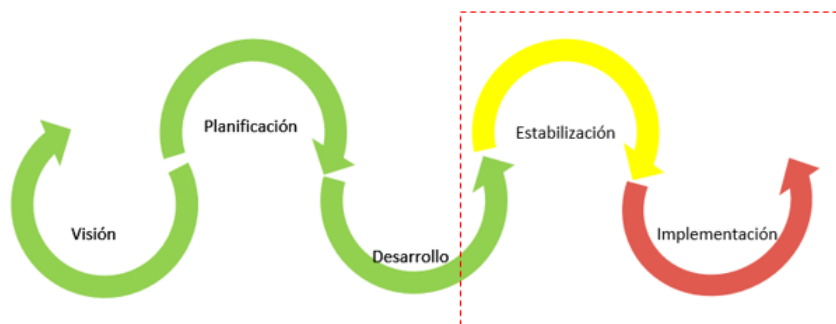 Visión
Planificación
Desarrollo
Estabilización
Implementación